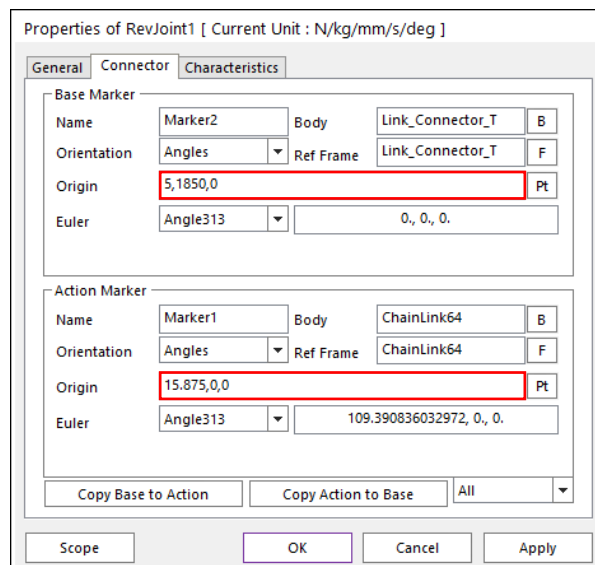 Properties of RevJoint1 [ Current Unit : N/kg/mm/s/deg ]
General Connector Characteristics
Base Marker
Name Marker2 Body Link_Connector_T B
Orientation Angles Ref Frame Link_Connector_T F
Origin 5,1850,0 Pt
Euler Angle313 0., 0., 0.
Action Marker
Name Marker1 Body ChainLink64 B
Orientation Angles Ref Frame ChainLink64 F
Origin 15.875,0,0 Pt
Euler Angle313 109.390836032972, 0., 0.
Copy Base to Action Copy Action to Base All
Scope OK Cancel Apply